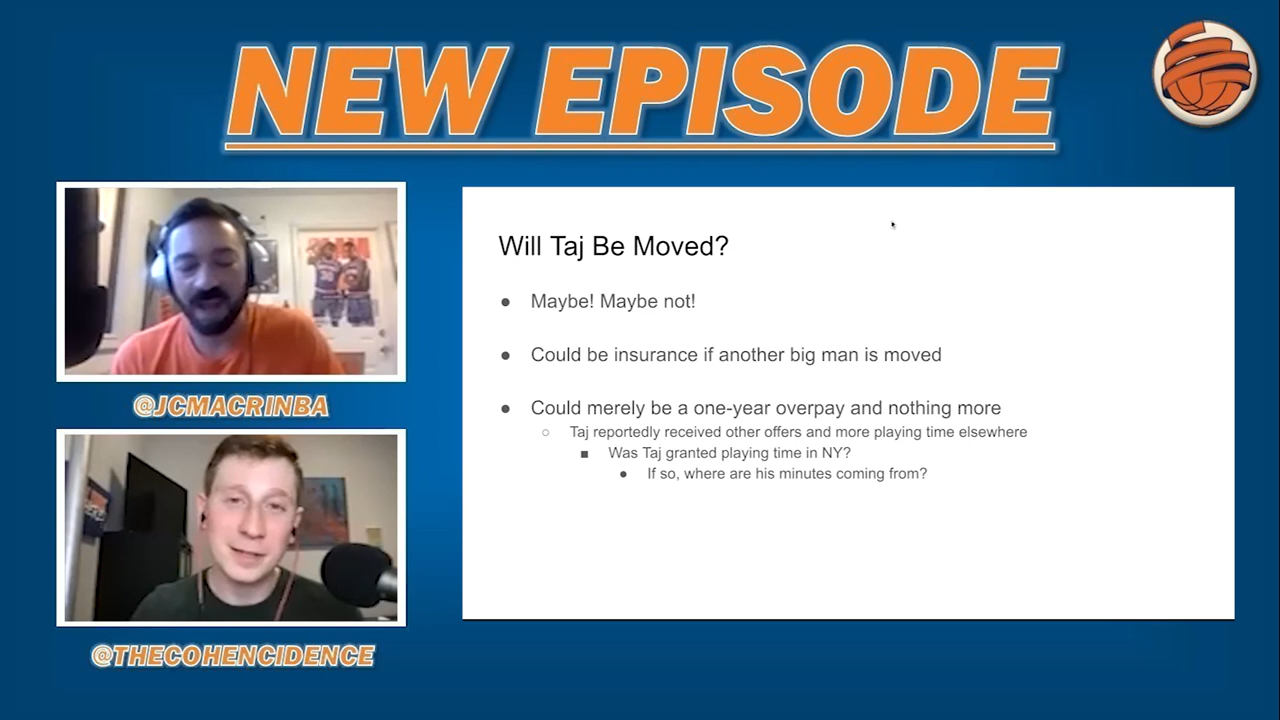 NEW EPISODE
@JCMACRINBA
@THECOHENCIDENCE
Will Taj Be Moved?
● Maybe! Maybe not!
● Could be insurance if another big man is moved
● Could merely be a one-year overpay and nothing more
○ Taj reportedly received other offers and more playing time elsewhere
■ Was Taj granted playing time in NY?
● If so, where are his minutes coming from?